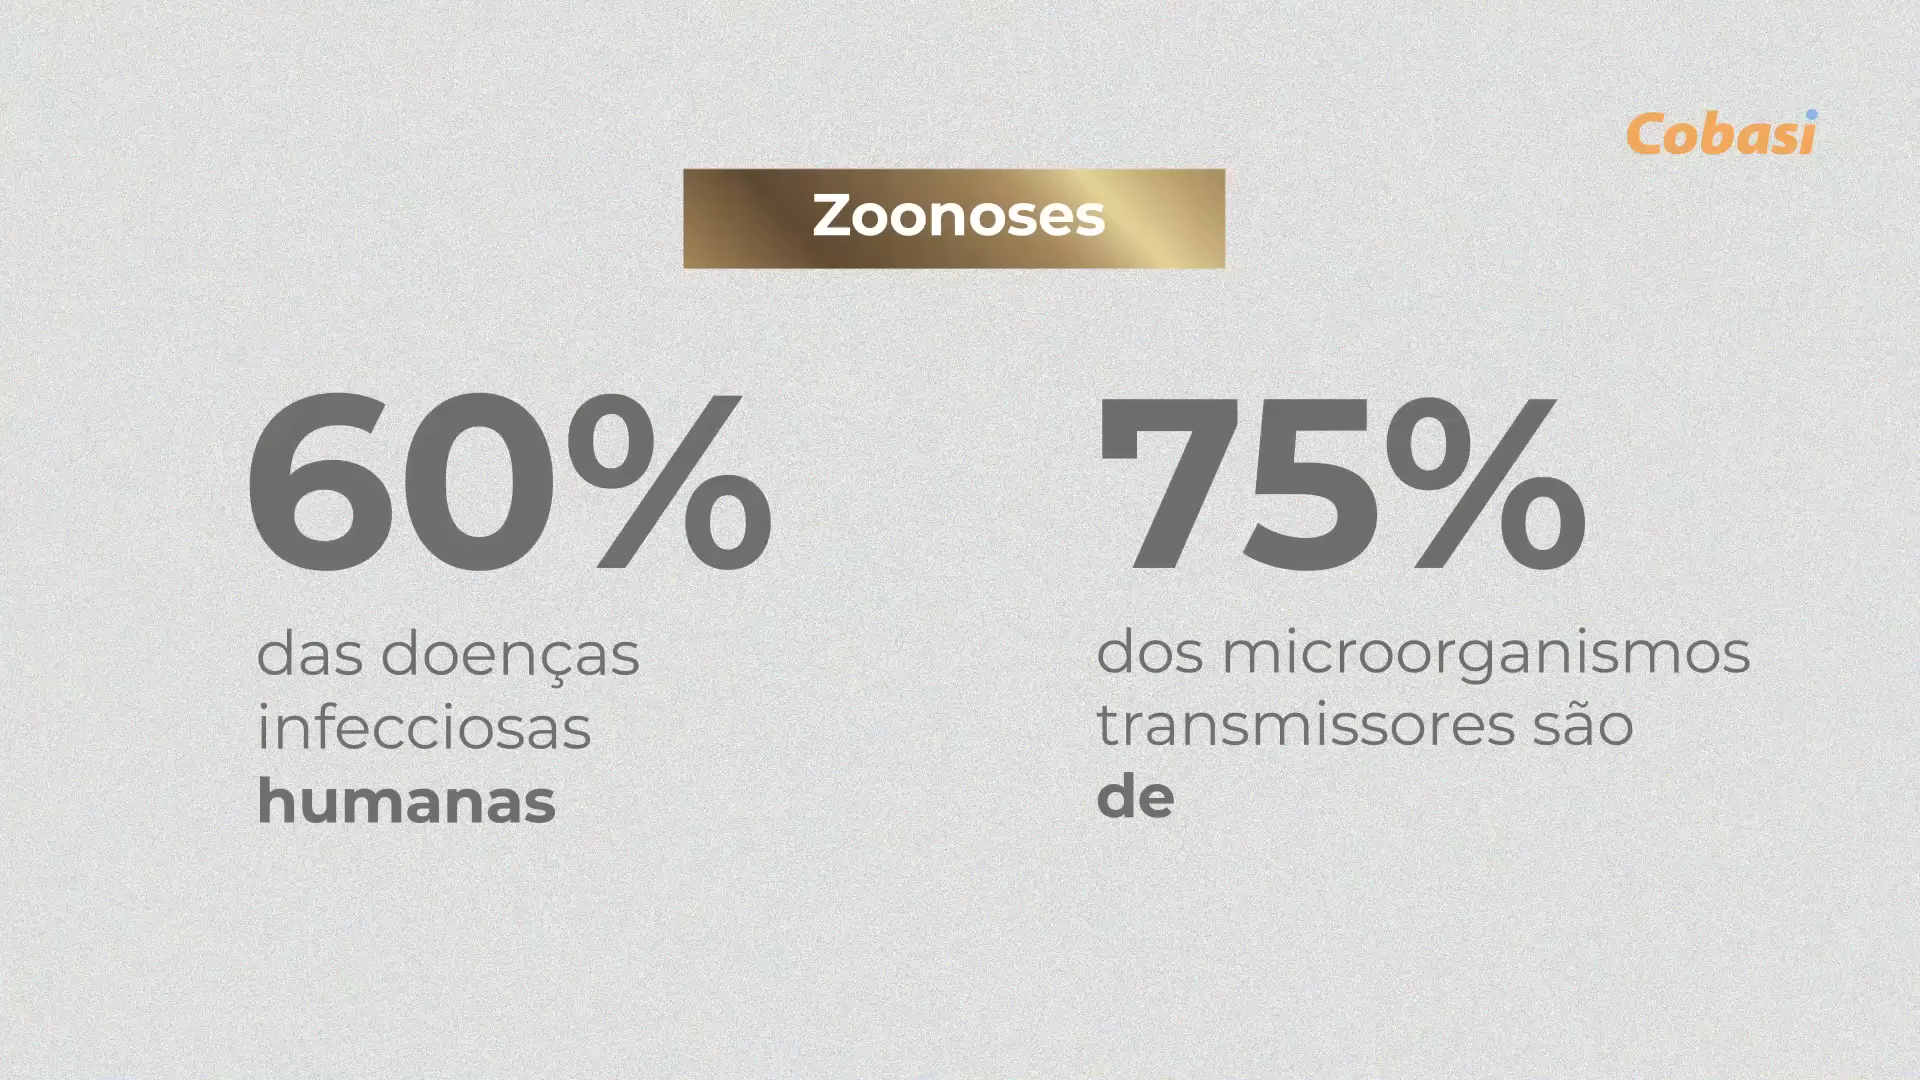 Cobasi
Zoonoses
60%
das doenças
infecciosas
humanas
75%
dos microorganismos
transmissores são
de